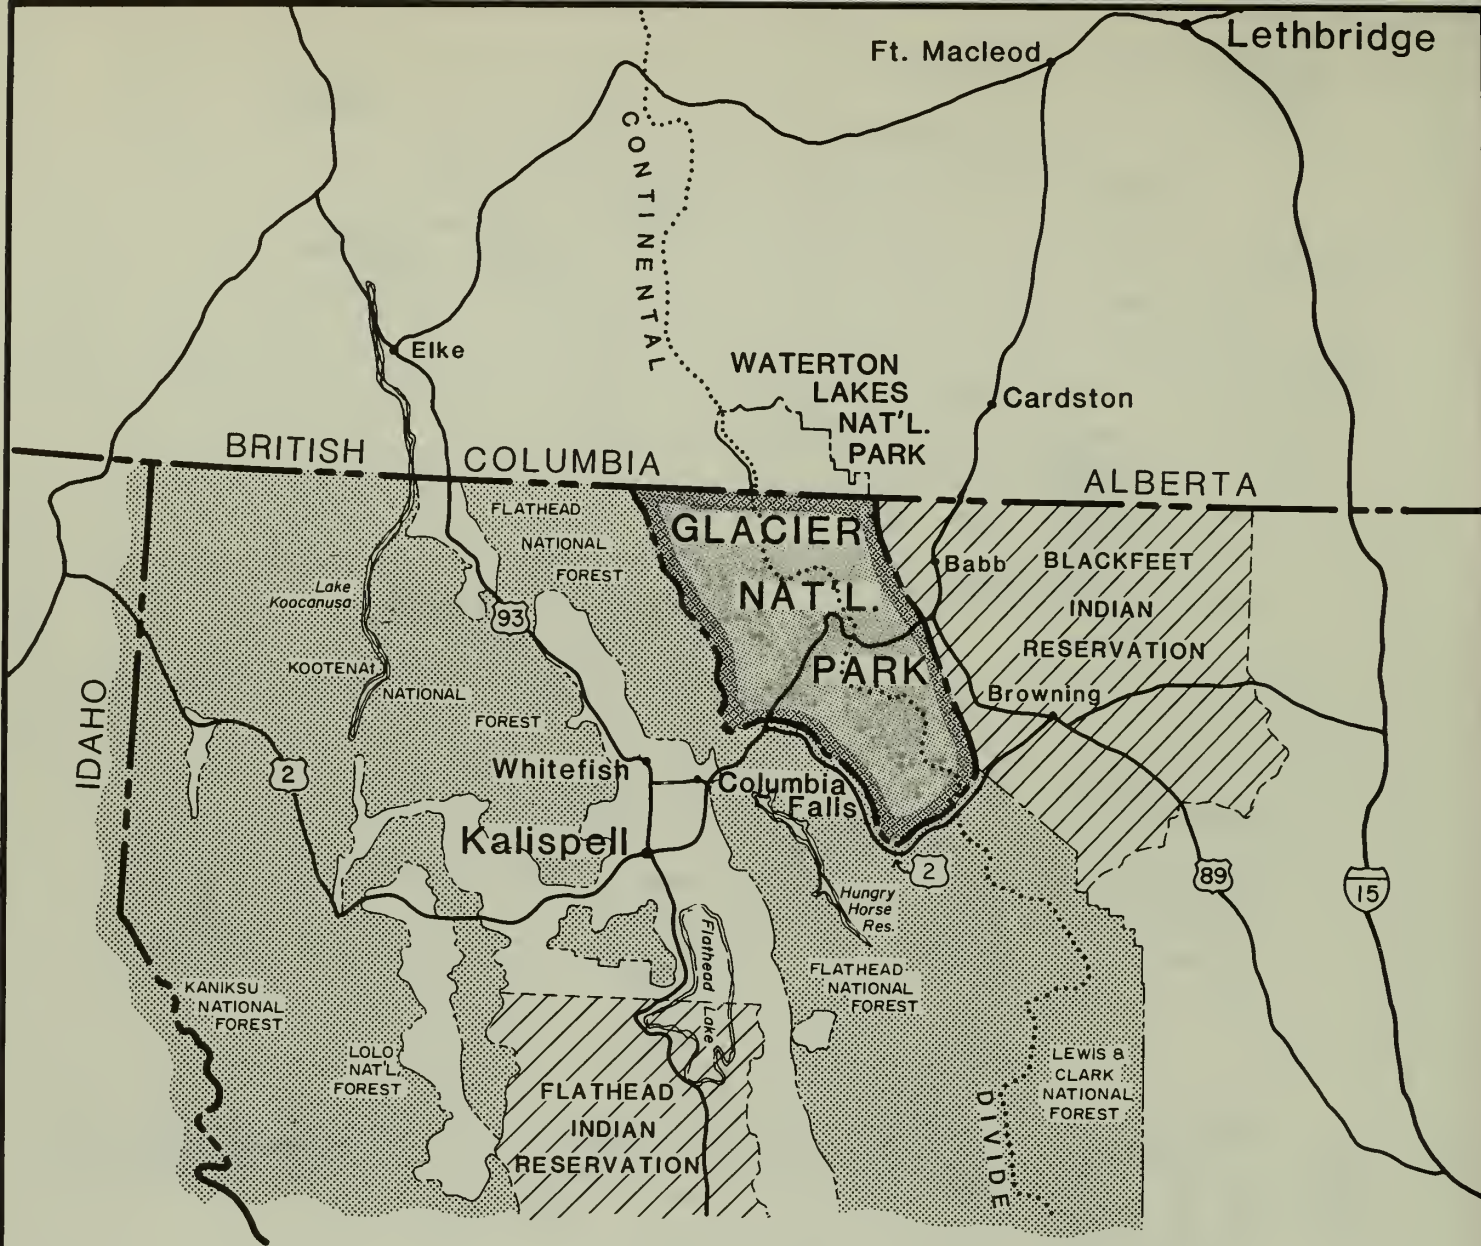 Lethbridge
Ft. Macleod
CONTINENTAL
Elke
WATERTON
LAKES
NAT'L.
PARK
Cardston
BRITISH COLUMBIA
ALBERTA
FLATHEAD
NATIONAL
FOREST
GLACIER
NAT'L.
PARK
Babb
BLACKFEET
INDIAN
RESERVATION
Lake
Koocanusa
93
KOOTENAI
NATIONAL
FOREST
Browning
IDAHO
2
Whitefish
Columbia
Falls
Kalispell
2
89
15
Hungry
Horse
Res.
Flathead Lake
FLATHEAD
NATIONAL
FOREST
KANIKSU
NATIONAL
FOREST
LOLO
NAT'L.
FOREST
LEWIS &
CLARK
NATIONAL
FOREST
FLATHEAD
INDIAN
RESERVATION
DIVIDE